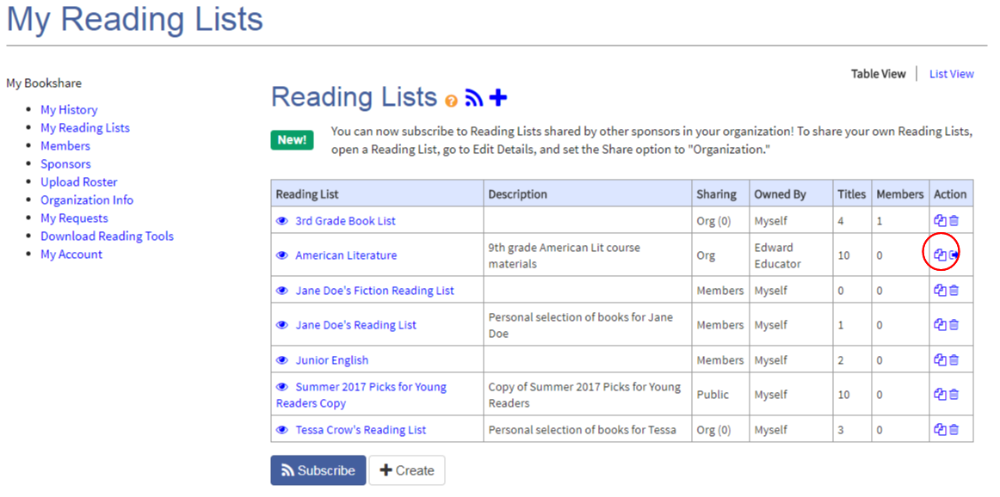 My Reading Lists
Table View
List View
My Bookshare
My History
My Reading Lists
Members
Sponsors
Upload Roster
Organization Info
My Requests
Download Reading Tools
My Account
Reading Lists ?
New!
You can now subscribe to Reading Lists shared by other sponsors in your organization! To share your own Reading Lists,
open a Reading List, go to Edit Details, and set the Share option to "Organization."
Reading List Description Sharing Owned By Titles Members Action
3rd Grade Book List Org (0) Myself 4 1
American Literature
9th grade American Lit course
materials
Org
Edward
Educator
10 0
Jane Doe's Fiction Reading List Members Myself 0 0
Jane Doe's Reading List
Personal selection of books for Jane
Doe
Members Myself 1 0
Junior English Members Myself 2 0
Summer 2017 Picks for Young
Readers Copy
Copy of Summer 2017 Picks for Young
Readers
Public Myself 10 0
Tessa Crow's Reading List Personal selection of books for Tessa Org (0) Myself 3 0
Subscribe
Create